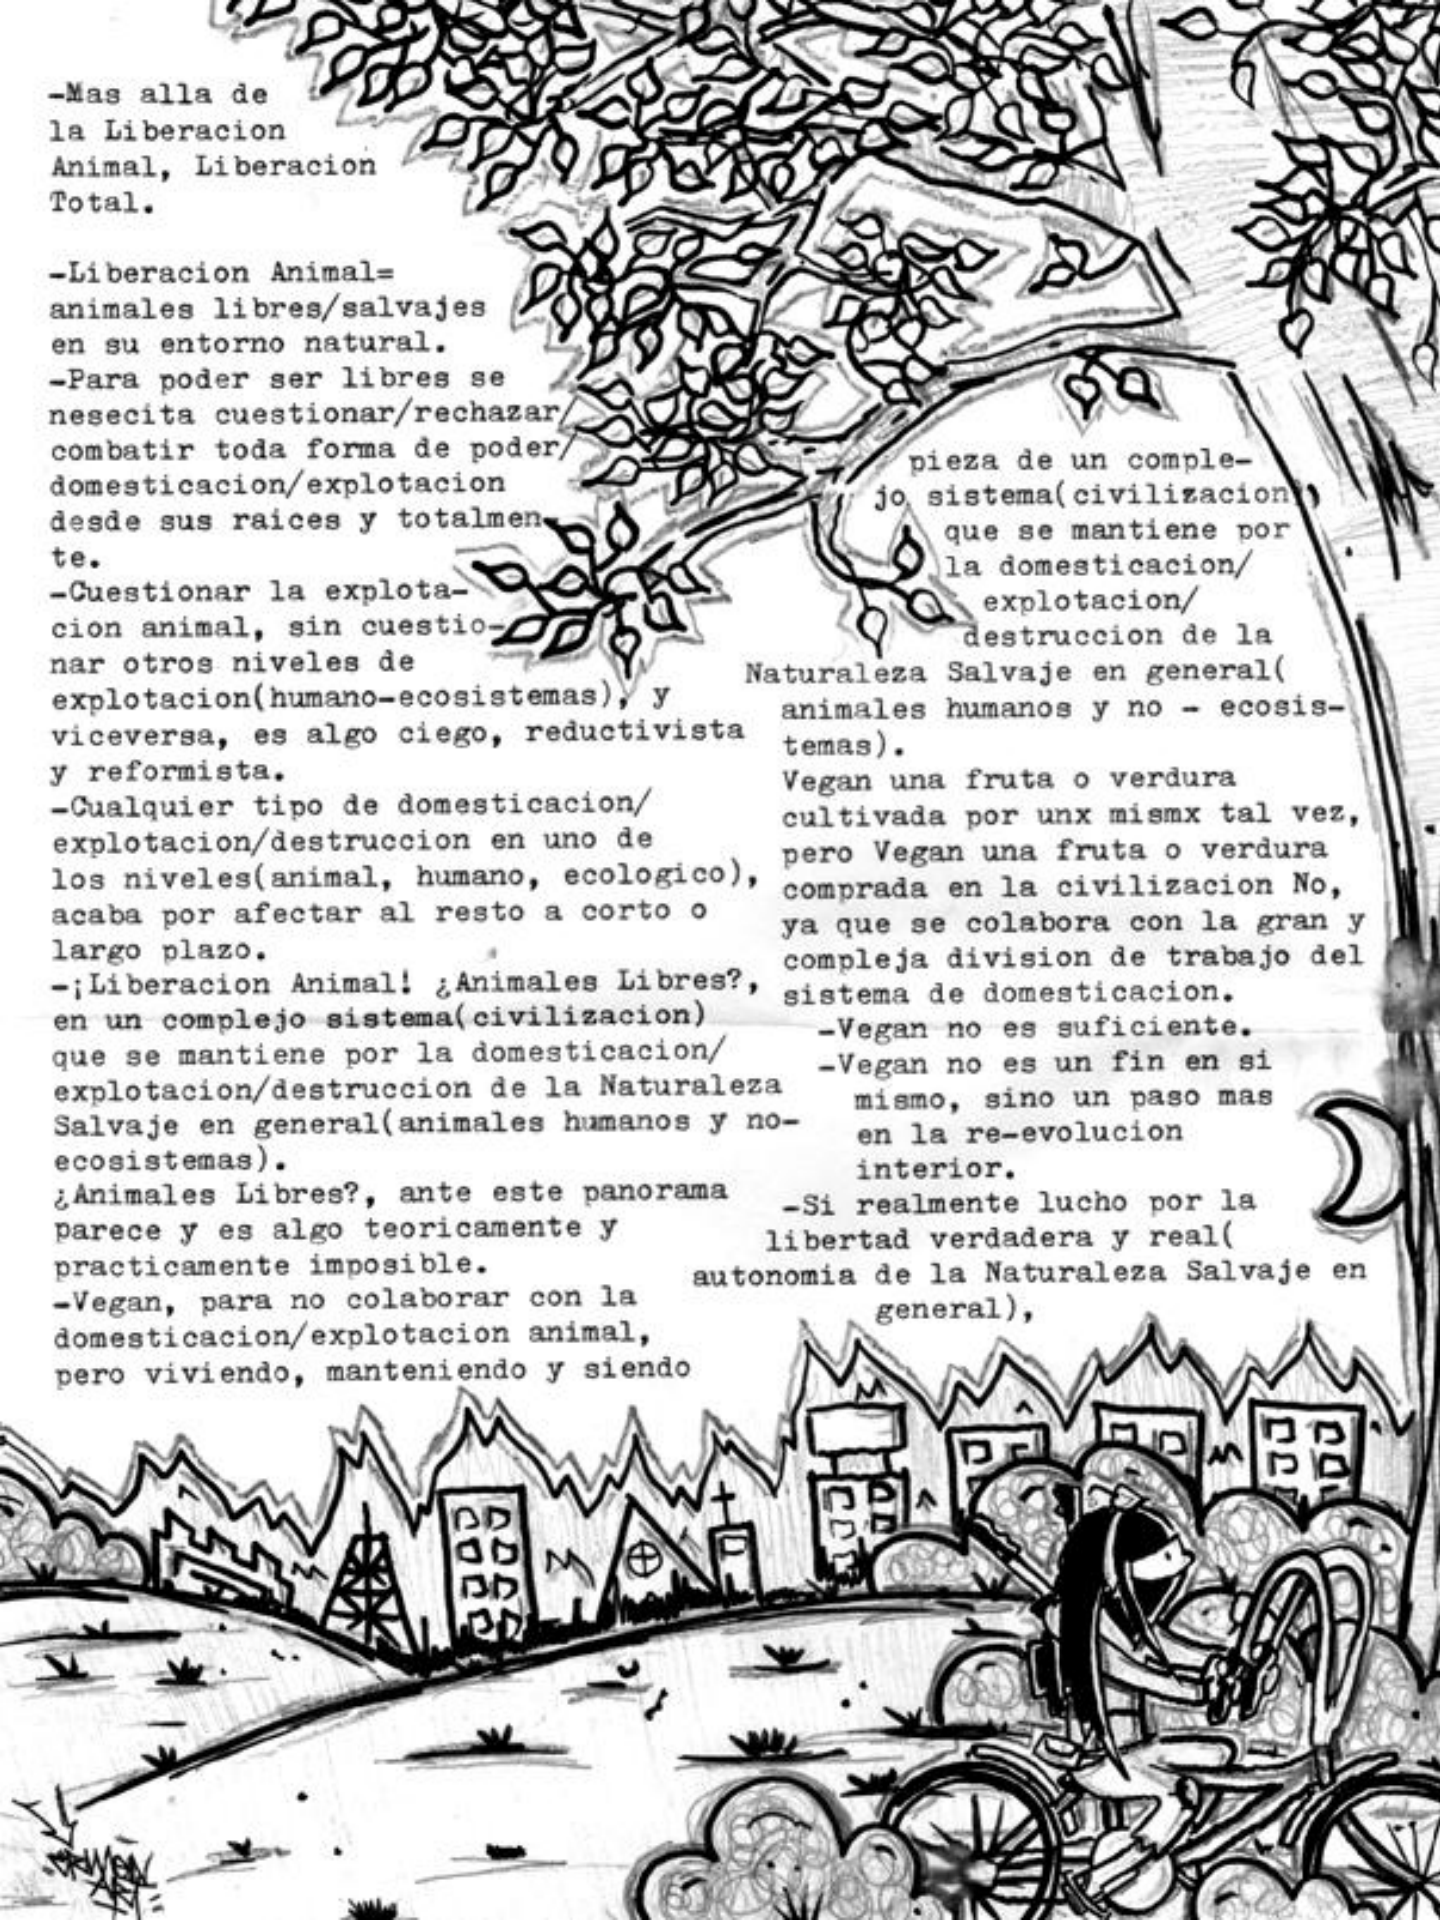 -Mas alla de
la Liberacion
Animal, Liberacion
Total.
-Liberacion Animal=
animales libres/salvajes
en su entorno natural.
-Para poder ser libres se
nesecita cuestionar/rechazar/
combatir toda forma de poder/
domesticacion/explotacion
desde sus raices y totalmen-
te.
-Cuestionar la explota-
cion animal, sin cuestio-
nar otros niveles de
explotacion(humano-ecosistemas), y
viceversa, es algo ciego, reductivista
y reformista.
-Cualquier tipo de domesticacion/
explotacion/destruccion en uno de
los niveles(animal, humano, ecologico),
acaba por afectar al resto a corto o
largo plazo.
-¡Liberacion Animal! ¿Animales Libres?,
en un complejo sistema(civilizacion)
que se mantiene por la domesticacion/
explotacion/destruccion de la Naturaleza
Salvaje en general(animales humanos y no-
ecosistemas).
¿Animales Libres?, ante este panorama
parece y es algo teoricamente y
practicamente imposible.
-Vegan, para no colaborar con la
domesticacion/explotacion animal,
pero viviendo, manteniendo y siendo
pieza de un comple-
jo sistema(civilizacion)
que se mantiene por
la domesticacion/
explotacion/
destruccion de la
Naturaleza Salvaje en general(
animales humanos y no - ecosis-
temas).
Vegan una fruta o verdura
cultivada por unx mismx tal vez,
pero Vegan una fruta o verdura
comprada en la civilizacion No,
ya que se colabora con la gran y
compleja division de trabajo del
sistema de domesticacion.
-Vegan no es suficiente.
-Vegan no es un fin en si
mismo, sino un paso mas
en la re-evolucion
interior.
-Si realmente lucho por la
libertad verdadera y real(
autonomia de la Naturaleza Salvaje en
general),